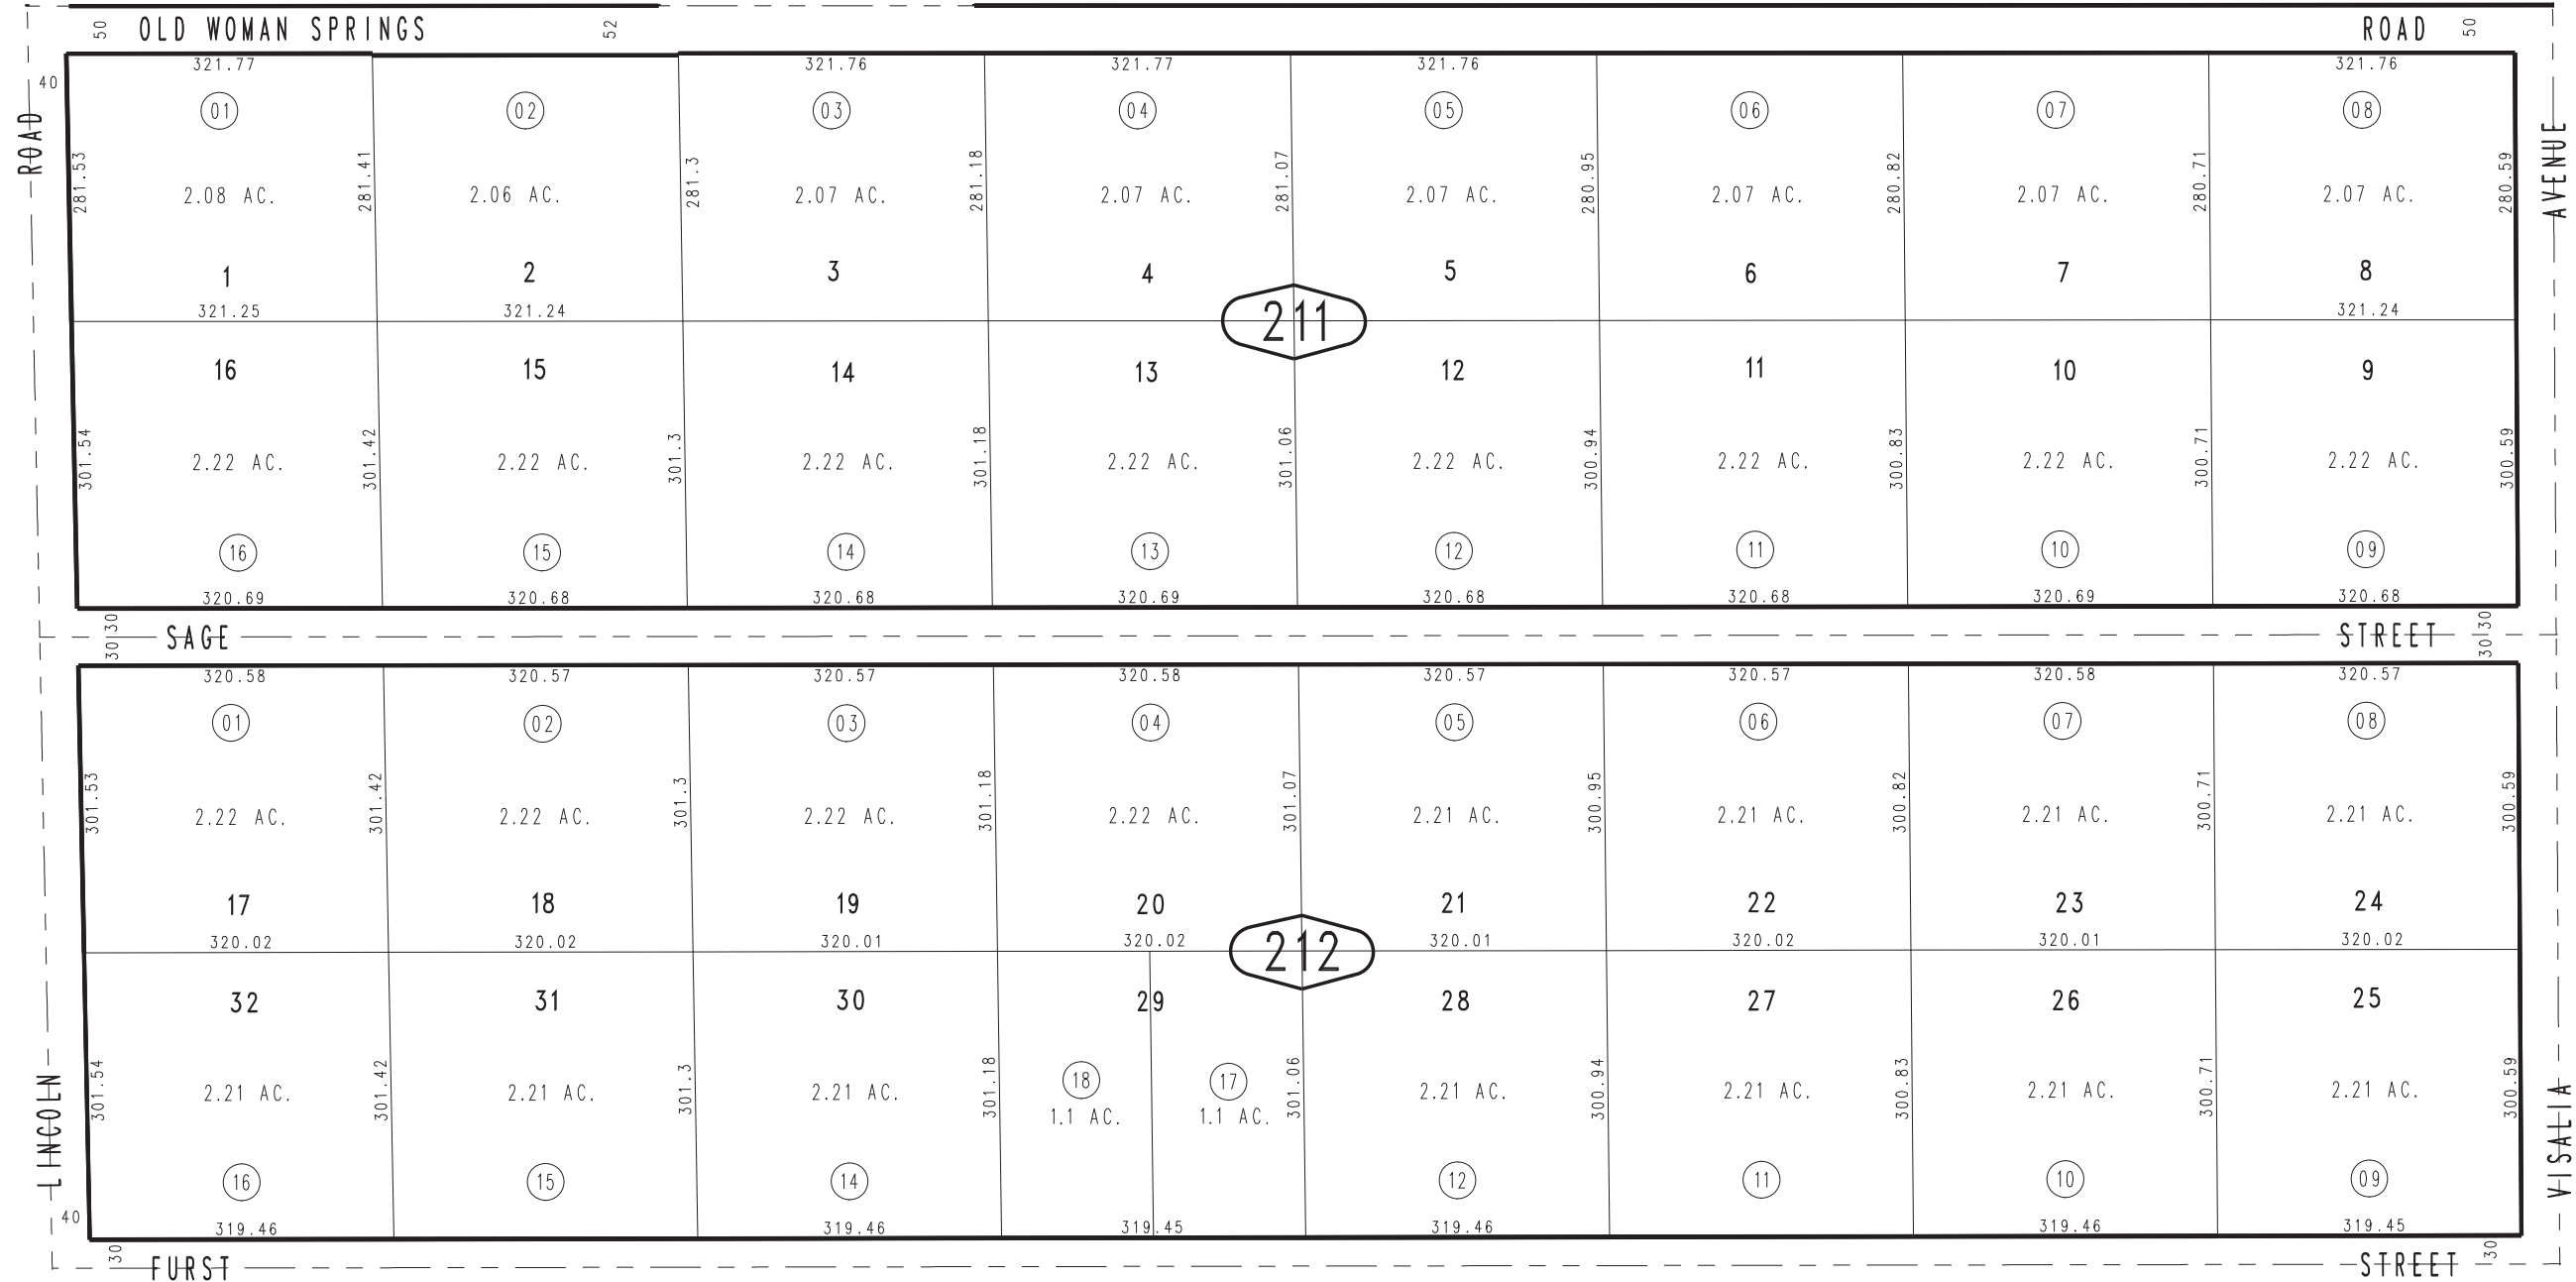 50 OLD WOMAN SPRINGS 52 ROAD 50
40 321.77 321.76 321.77 321.76 321.76
ROAD 01 02 03 04 05 06 07 08 AVENUE
281.53 281.41 281.3 281.18 281.07 280.95 280.82 280.71 280.59
2.08 AC. 2.06 AC. 2.07 AC. 2.07 AC. 2.07 AC. 2.07 AC. 2.07 AC. 2.07 AC.
1 2 3 4 5 6 7 8
321.25 321.24 321.24
211
16 15 14 13 12 11 10 9
301.54 301.42 301.3 301.18 301.06 300.94 300.83 300.71 300.59
2.22 AC. 2.22 AC. 2.22 AC. 2.22 AC. 2.22 AC. 2.22 AC. 2.22 AC. 2.22 AC.
16 15 14 13 12 11 10 09
320.69 320.68 320.68 320.69 320.68 320.68 320.69 320.68
30 30 SAGE STREET 30 30
320.58 320.57 320.57 320.58 320.57 320.57 320.58 320.57
01 02 03 04 05 06 07 08
301.53 301.42 301.3 301.18 301.07 300.95 300.82 300.71 300.59
2.22 AC. 2.22 AC. 2.22 AC. 2.22 AC. 2.21 AC. 2.21 AC. 2.21 AC. 2.21 AC.
17 18 19 20 21 22 23 24
320.02 320.02 320.01 320.02 320.01 320.02 320.01 320.02
212
32 31 30 29 28 27 26 25
301.54 301.42 301.3 301.18 301.06 300.94 300.83 300.71 300.59
18 17
2.21 AC. 2.21 AC. 2.21 AC. 1.1 AC. 1.1 AC. 2.21 AC. 2.21 AC. 2.21 AC. 2.21 AC.
LINCOLN VISALIA
16 15 14 12 11 10 09
40 319.46 319.46 319.45 319.46 319.46 319.45
30 FURST STREET 30